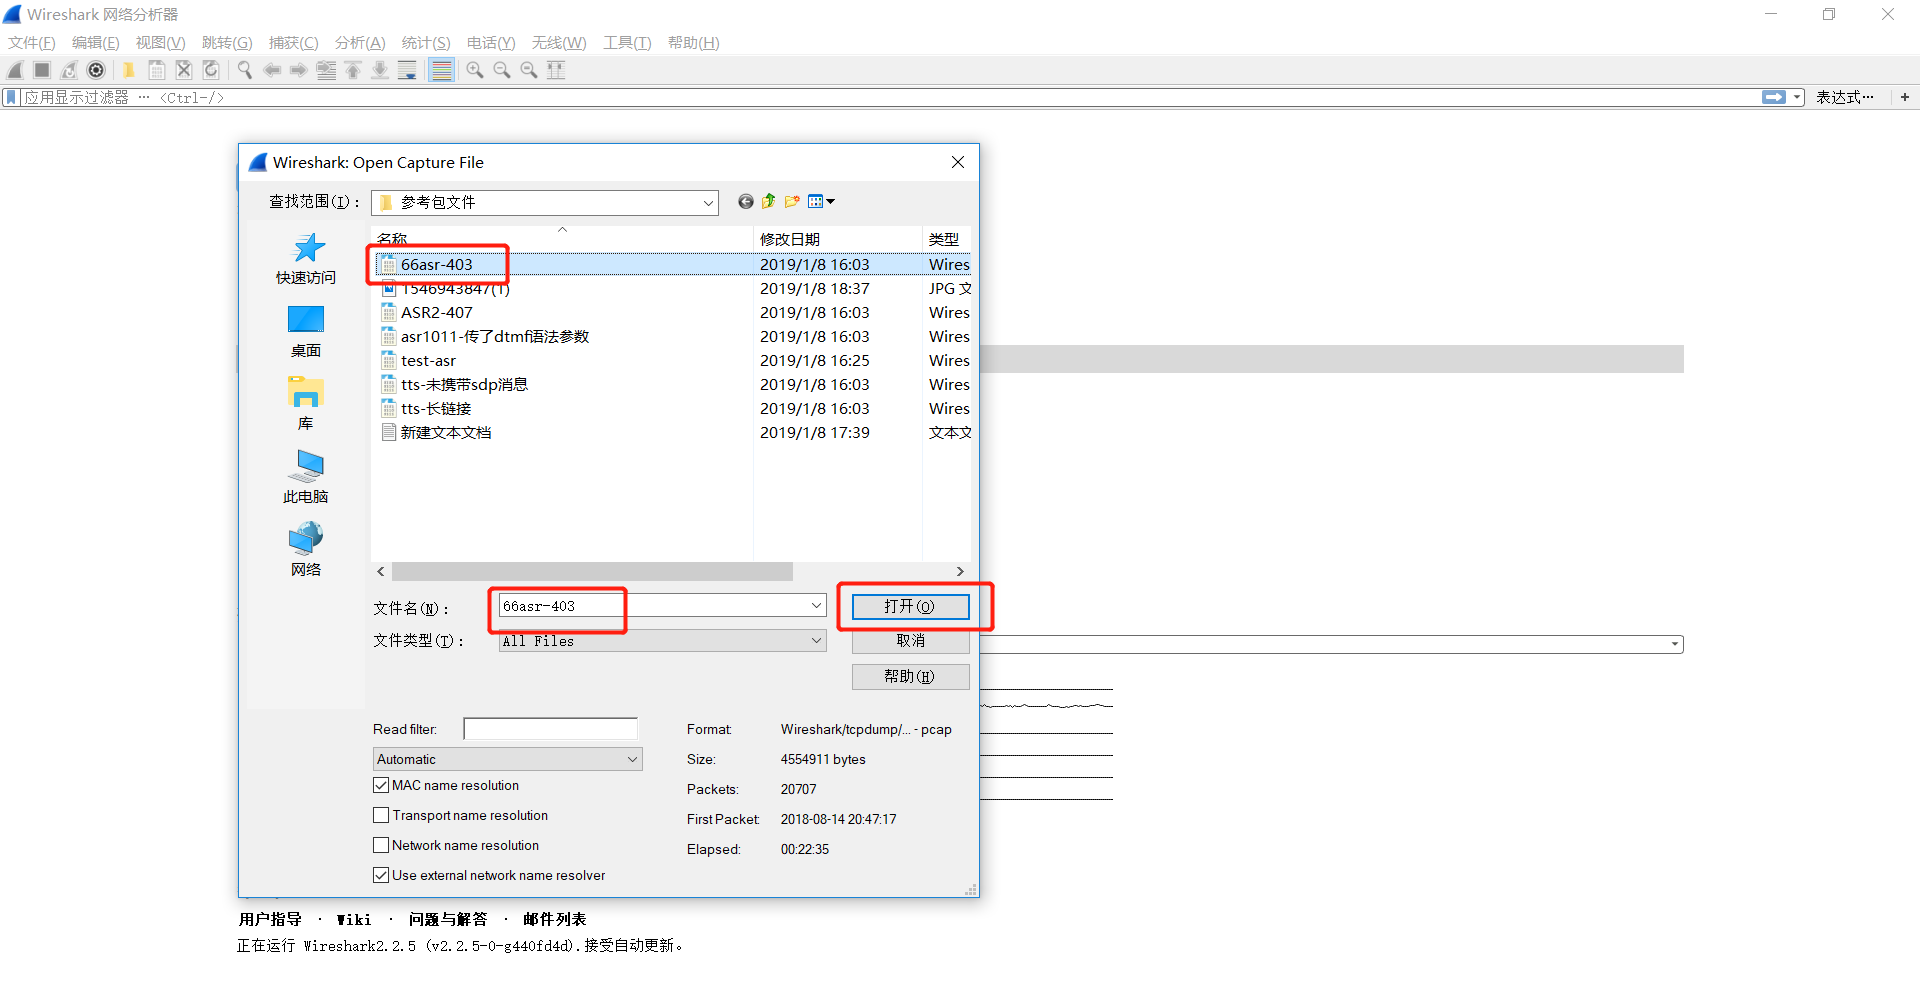 Wireshark 网络分析器
文件(F) 编辑(E) 视图(V) 跳转(G) 捕获(C) 分析(A) 统计(S) 电话(Y) 无线(W) 工具(T) 帮助(H)
应用显示过滤器 … <Ctrl-/> 表达式… +
Wireshark: Open Capture File
查找范围(I)： 参考包文件
名称 修改日期 类型
66asr-403 2019/1/8 16:03 Wires
1546943847(1) 2019/1/8 18:37 JPG 文
ASR2-407 2019/1/8 16:03 Wires
asr1011-传了dtmf语法参数 2019/1/8 16:03 Wires
test-asr 2019/1/8 16:25 Wires
tts-未携带sdp消息 2019/1/8 16:03 Wires
tts-长链接 2019/1/8 16:03 Wires
新建文本文档 2019/1/8 17:39 文本文
快速访问
桌面
库
此电脑
网络
文件名(N)： 66asr-403 打开(O)
文件类型(T)： All Files 取消
帮助(H)
Read filter:
Automatic
MAC name resolution
Transport name resolution
Network name resolution
Use external network name resolver
Format: Wireshark/tcpdump/... - pcap
Size: 4554911 bytes
Packets: 20707
First Packet: 2018-08-14 20:47:17
Elapsed: 00:22:35
用户指导 · Wiki · 问题与解答 · 邮件列表
正在运行 Wireshark2.2.5 (v2.2.5-0-g440fd4d).接受自动更新。